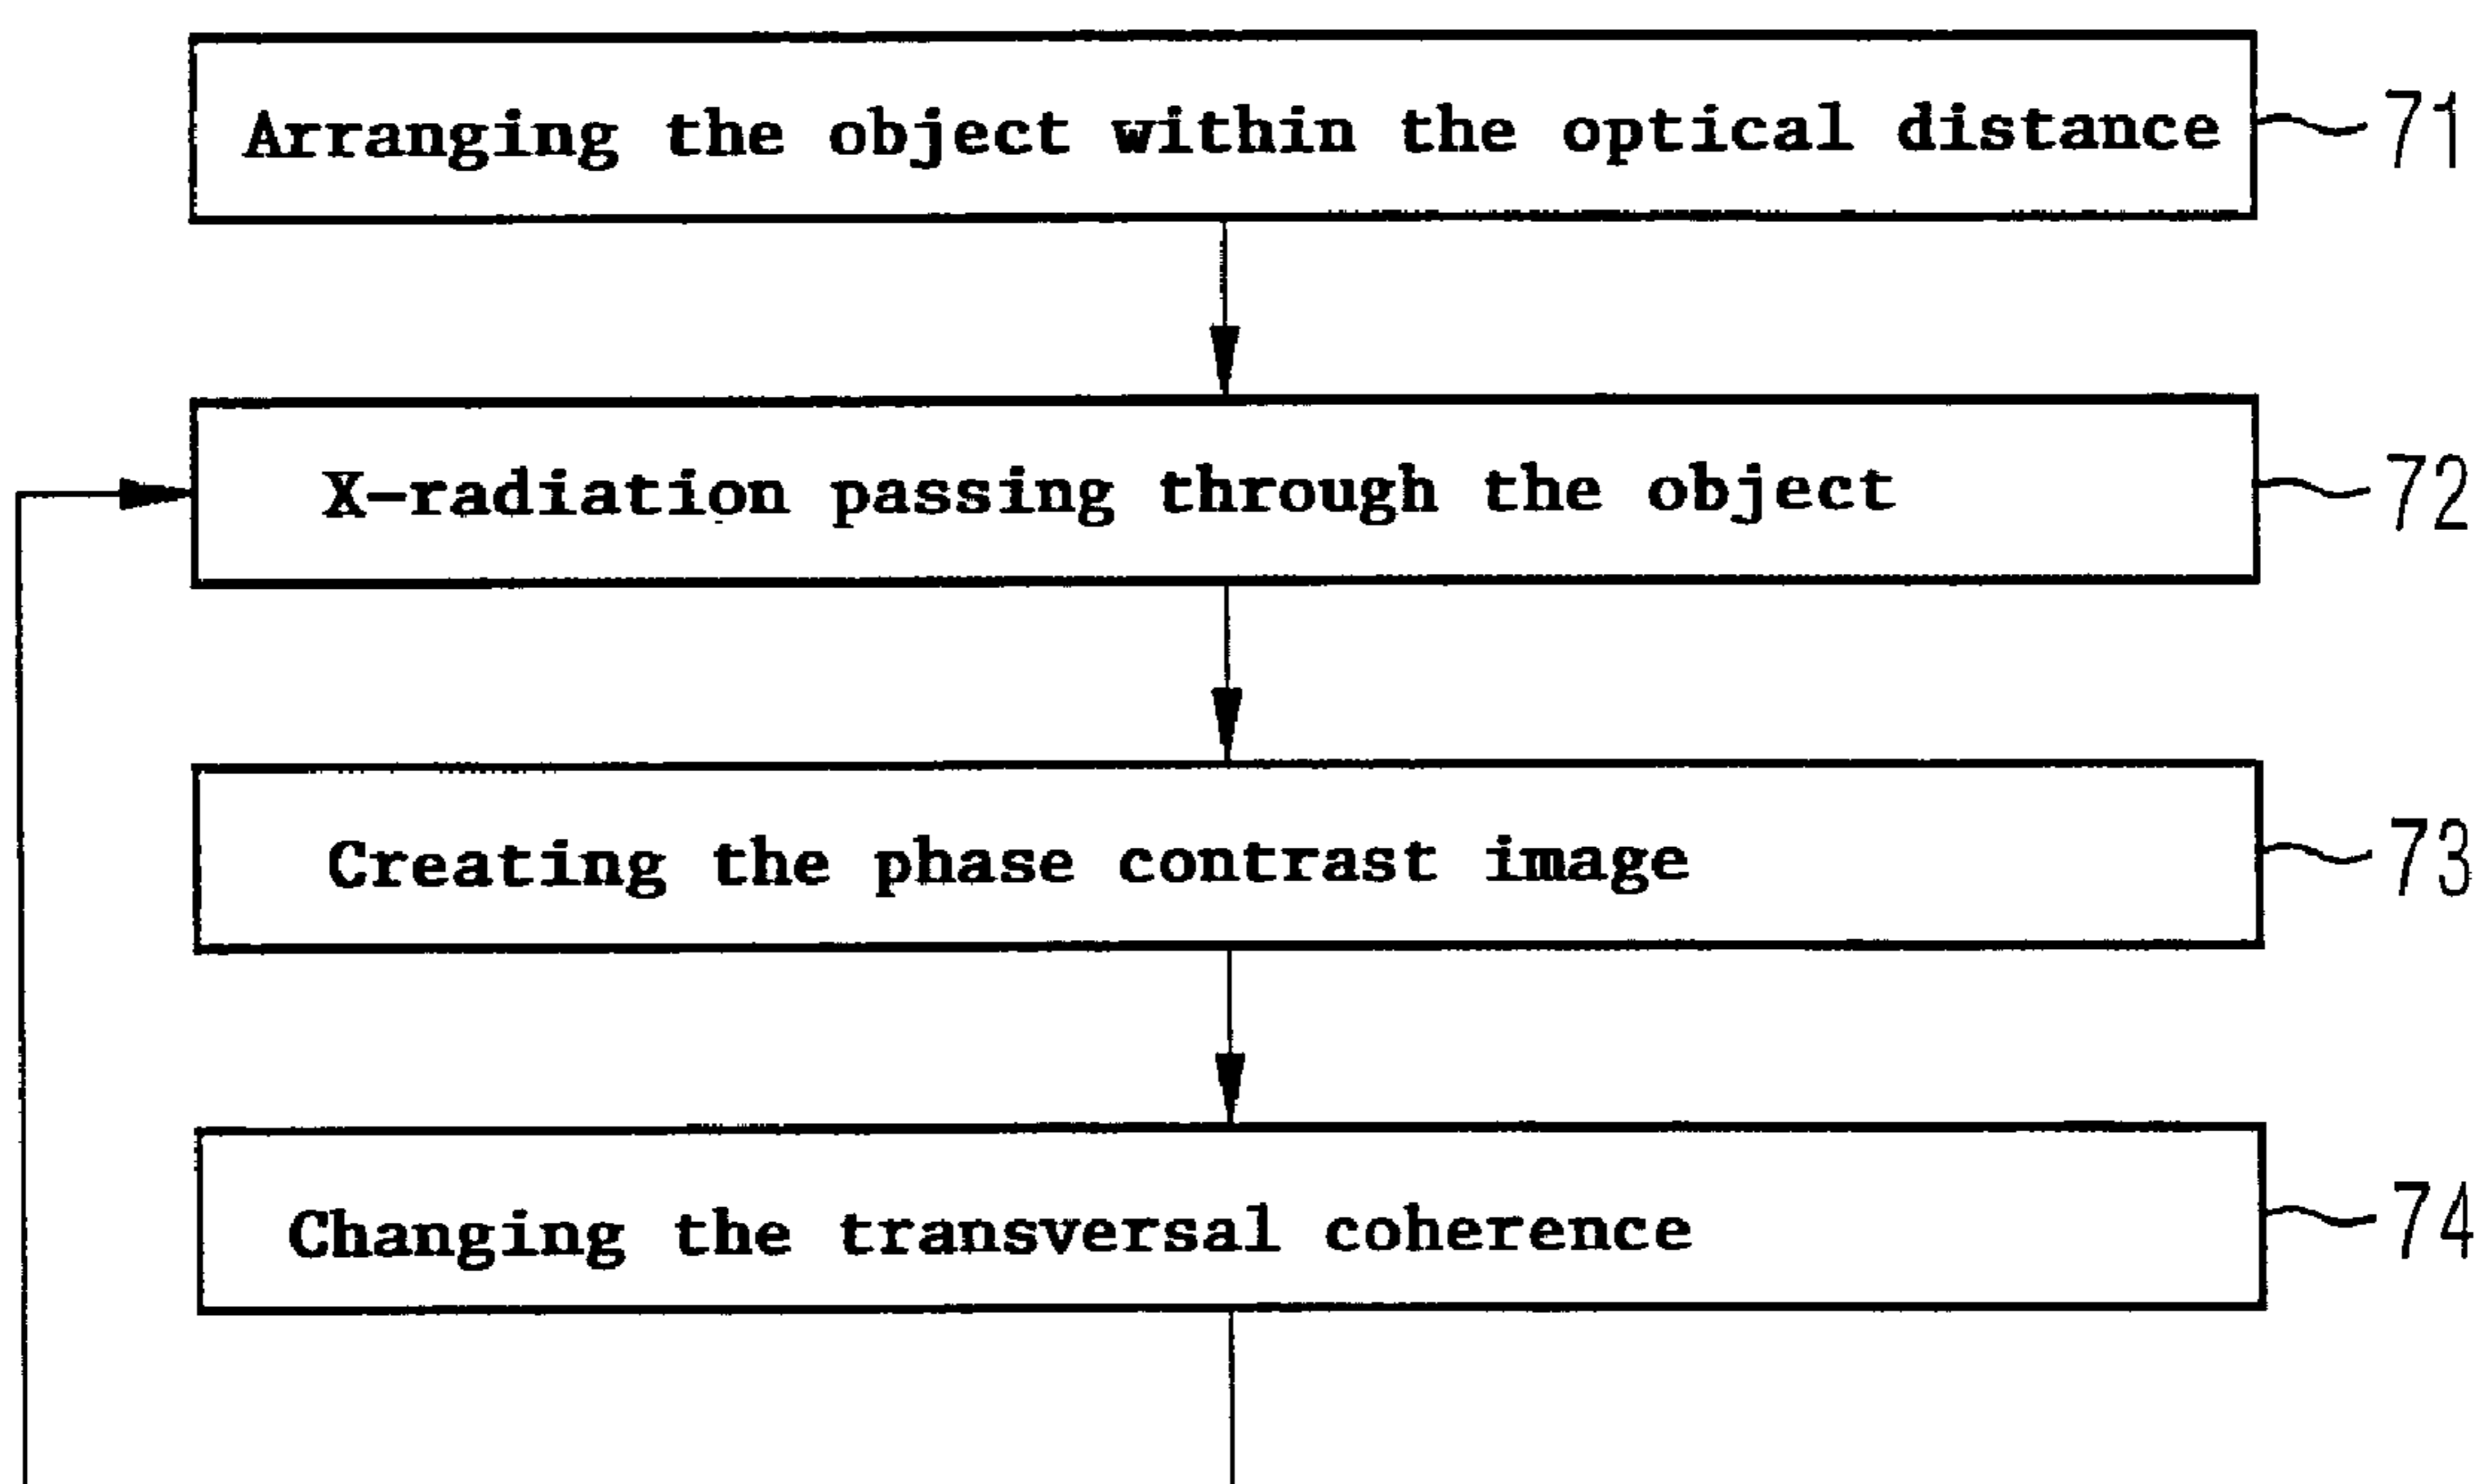 Arranging the object within the optical distance 71
X-radiation passing through the object 72
Creating the phase contrast image 73
Changing the transversal coherence 74